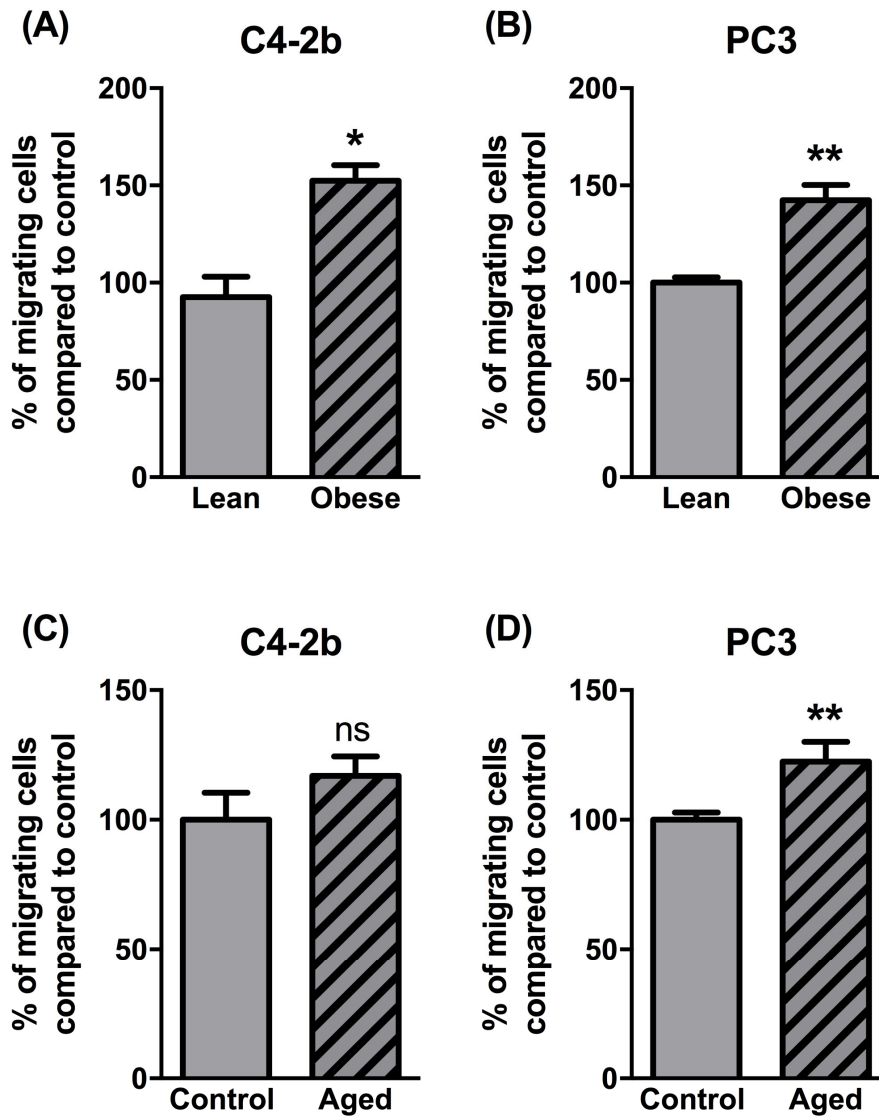 (A)
C4-2b
% of migrating cells
compared to control
200
150
100
50
0
*
Lean
Obese
(B)
PC3
% of migrating cells
compared to control
200
150
100
50
0
**
Lean
Obese
(C)
C4-2b
% of migrating cells
compared to control
150
100
50
0
ns
Control
Aged
(D)
PC3
% of migrating cells
compared to control
150
100
50
0
**
Control
Aged